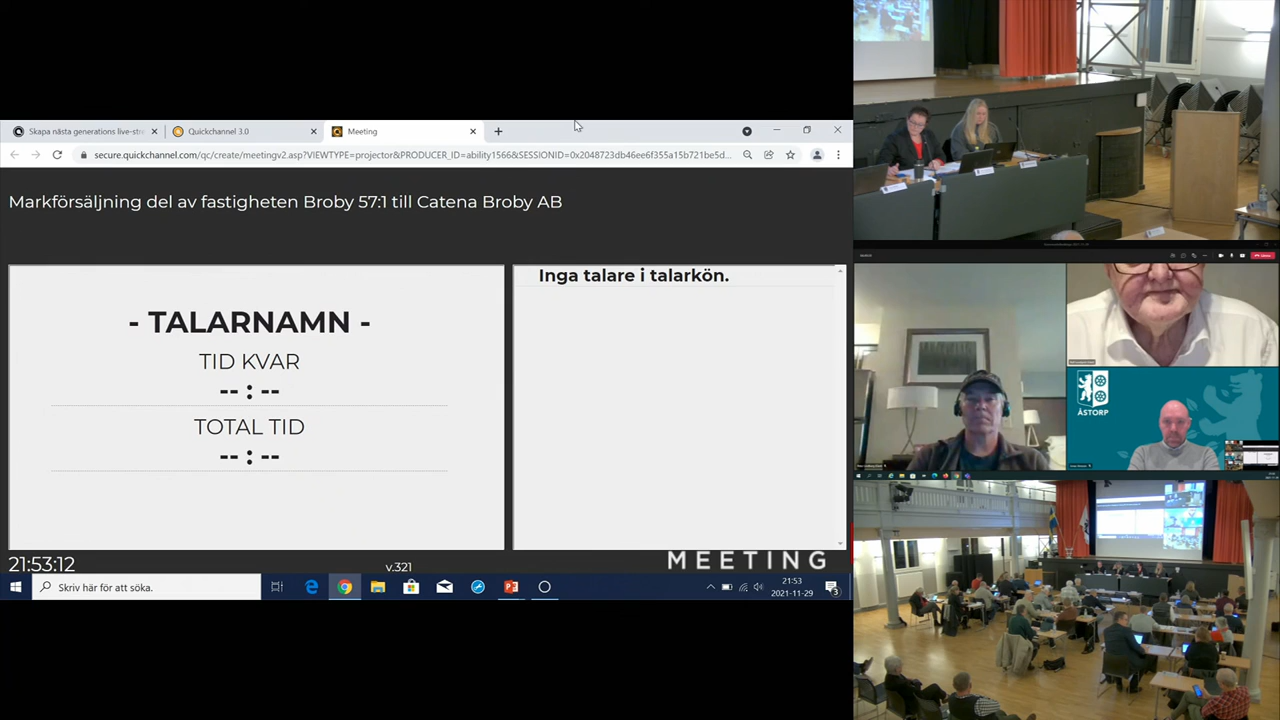 Skapa nästa generations live-stre
Quickchannel 3.0
Meeting
secure.quickchannel.com/qc/create/meetingv2.asp?VIEWTYPE=projector&PRODUCER_ID=ability1566&SESSIONID=0x2048723db46ee6f355a15b721be5d...
Markförsäljning del av fastigheten Broby 57:1 till Catena Broby AB
- TALARNAMN -
TID KVAR
-- : --
TOTAL TID
-- : --
Inga talare i talarkön.
21:53:12
v.321
MEETING
Skriv här för att söka.
21:53
2021-11-29
3
ÅSTORP